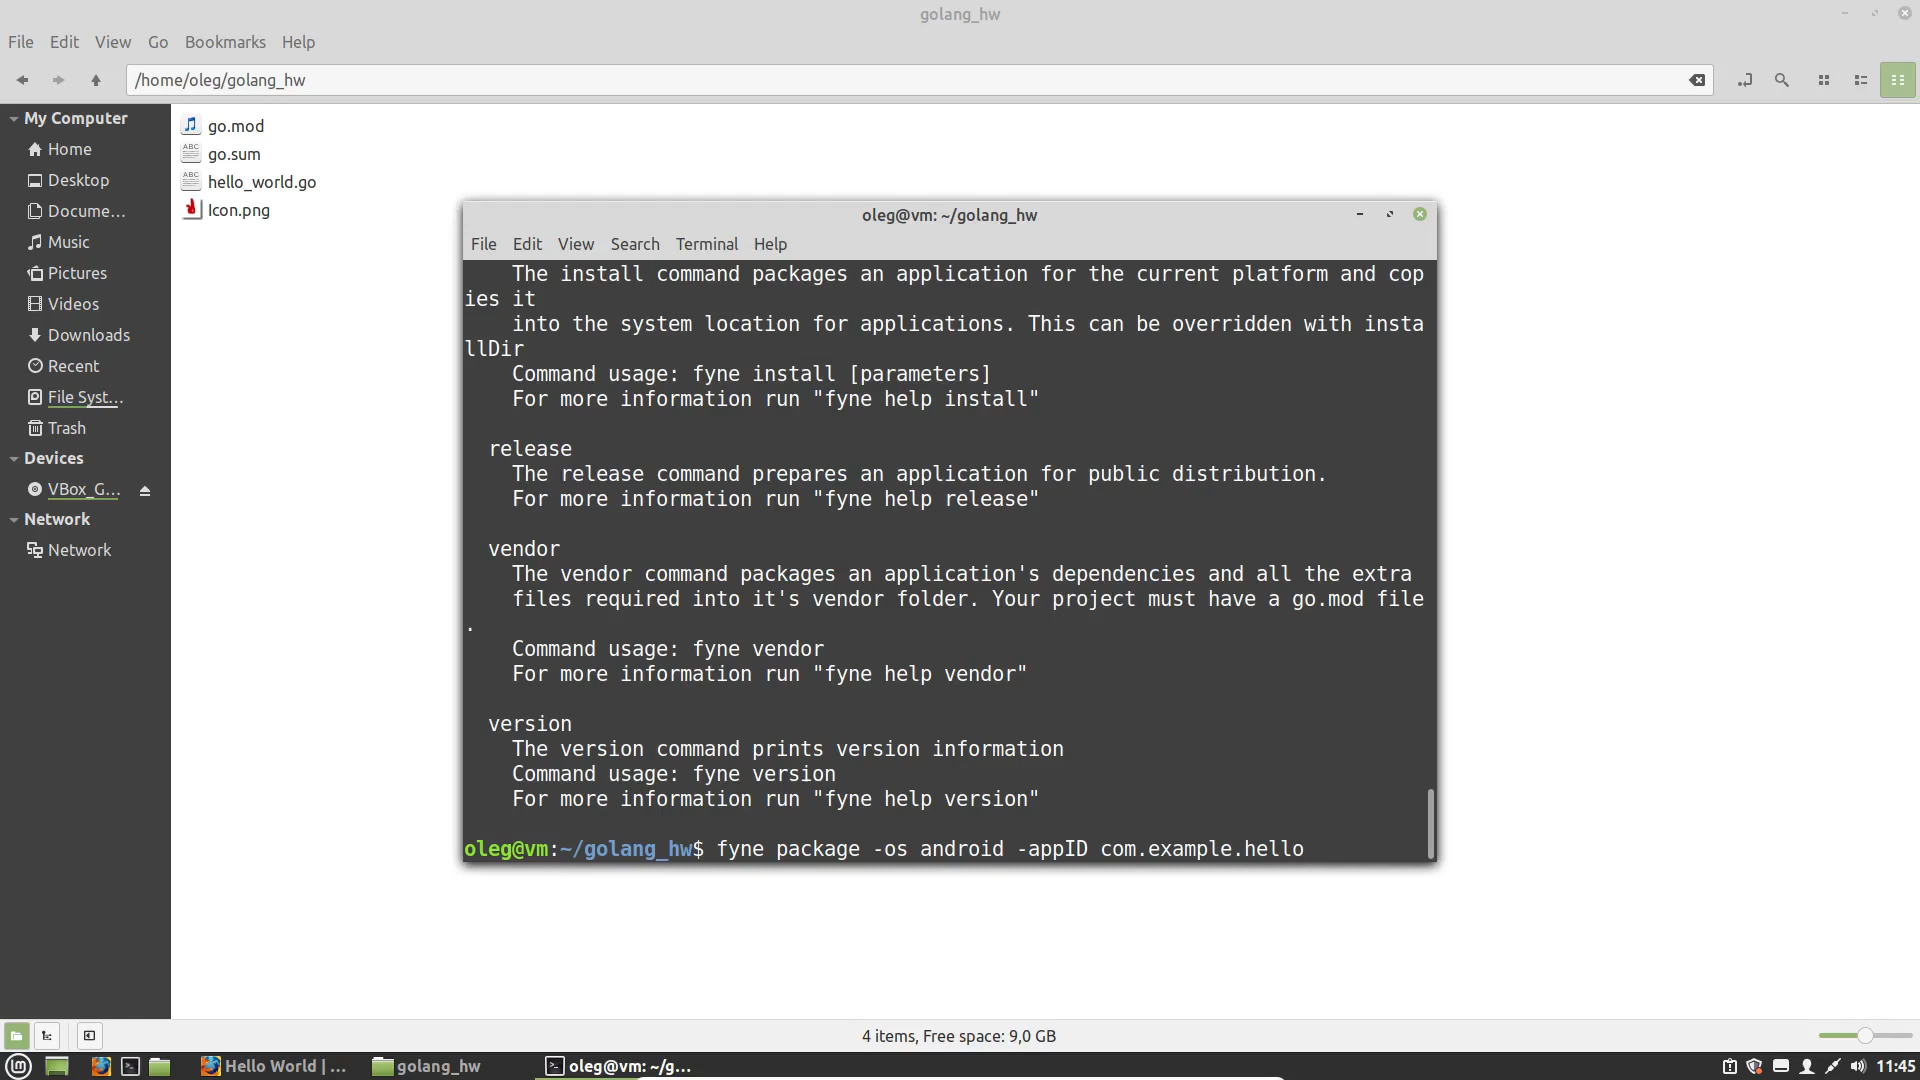 golang_hw
File Edit View Go Bookmarks Help
/home/oleg/golang_hw
My Computer
Home
Desktop
Docume...
Music
Pictures
Videos
Downloads
Recent
File Syst...
Trash
Devices
VBox_G...
Network
Network
go.mod
ABC
go.sum
ABC
hello_world.go
Icon.png
oleg@vm: ~/golang_hw
File Edit View Search Terminal Help
The install command packages an application for the current platform and cop
ies it
into the system location for applications. This can be overridden with insta
llDir
Command usage: fyne install [parameters]
For more information run "fyne help install"
release
The release command prepares an application for public distribution.
For more information run "fyne help release"
vendor
The vendor command packages an application's dependencies and all the extra
files required into it's vendor folder. Your project must have a go.mod file
.
Command usage: fyne vendor
For more information run "fyne help vendor"
version
The version command prints version information
Command usage: fyne version
For more information run "fyne help version"
oleg@vm:~/golang_hw$ fyne package -os android -appID com.example.hello
4 items, Free space: 9,0 GB
Hello World | ... golang_hw oleg@vm: ~/g... 11:45